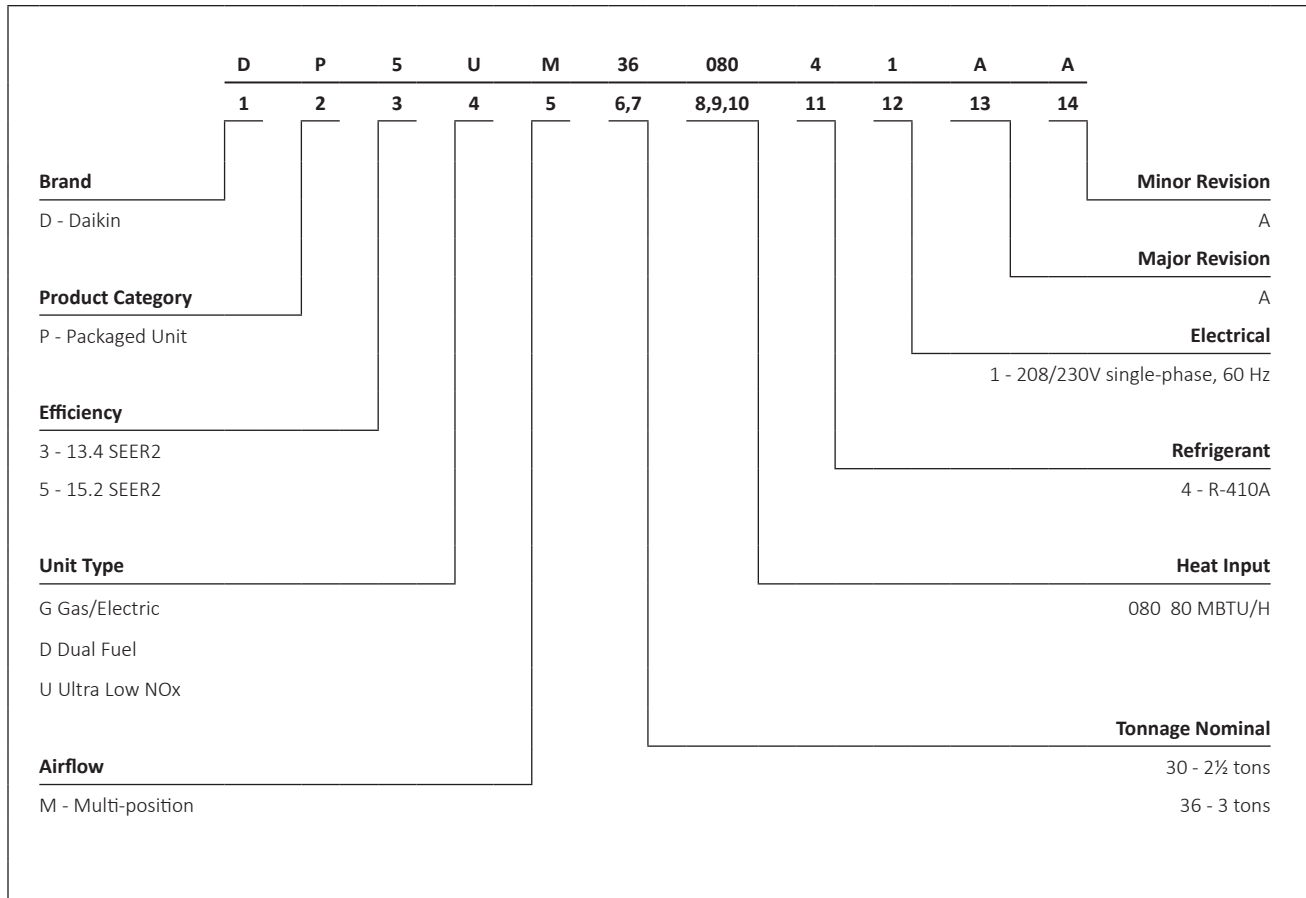 D P 5 U M 36 080 4 1 A A
1 2 3 4 5 6,7 8,9,10 11 12 13 14
Brand
D - Daikin
Product Category
P - Packaged Unit
Efficiency
3 - 13.4 SEER2
5 - 15.2 SEER2
Unit Type
G Gas/Electric
D Dual Fuel
U Ultra Low NOx
Airflow
M - Multi-position
Minor Revision
A
Major Revision
A
Electrical
1 - 208/230V single-phase, 60 Hz
Refrigerant
4 - R-410A
Heat Input
080 80 MBTU/H
Tonnage Nominal
30 - 2½ tons
36 - 3 tons